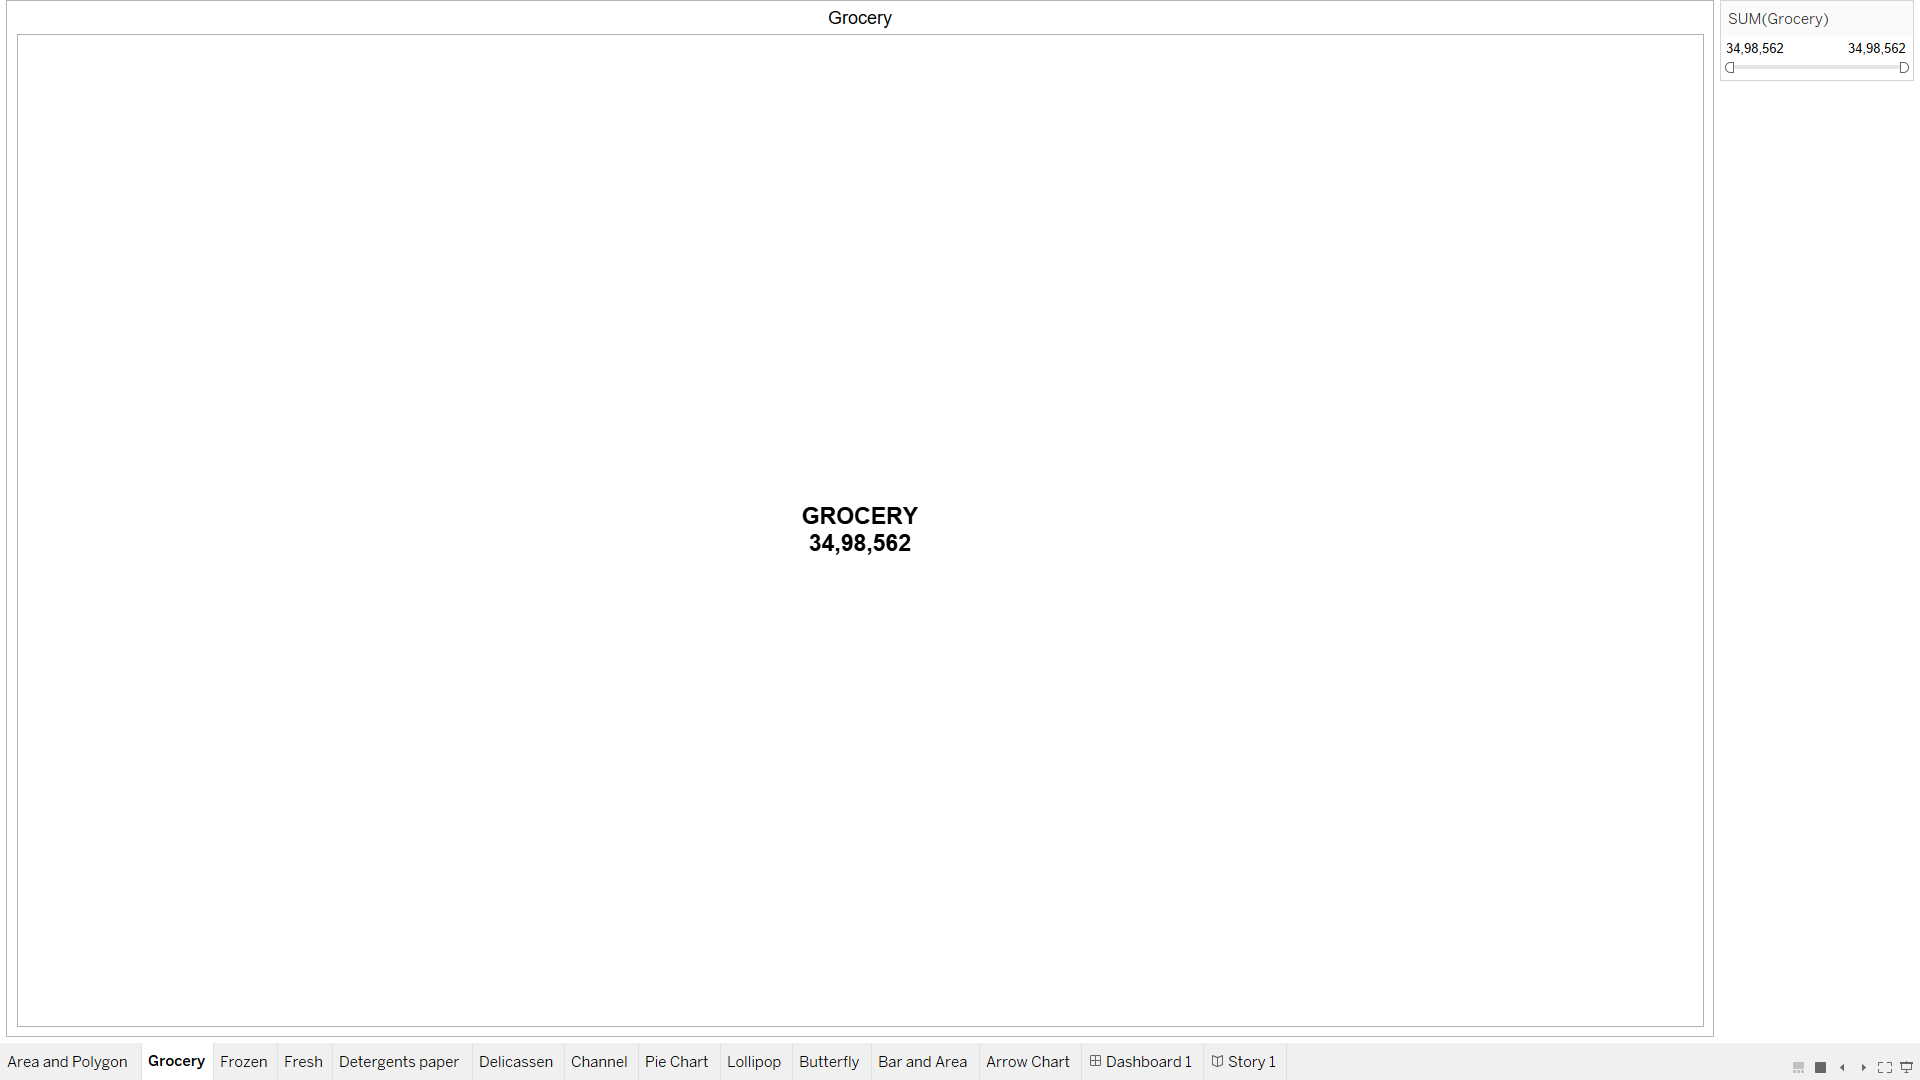 Grocery
SUM(Grocery)
34,98,562 34,98,562
GROCERY
34,98,562
Area and Polygon Grocery Frozen Fresh Detergents paper Delicassen Channel Pie Chart Lollipop Butterfly Bar and Area Arrow Chart Dashboard 1 Story 1